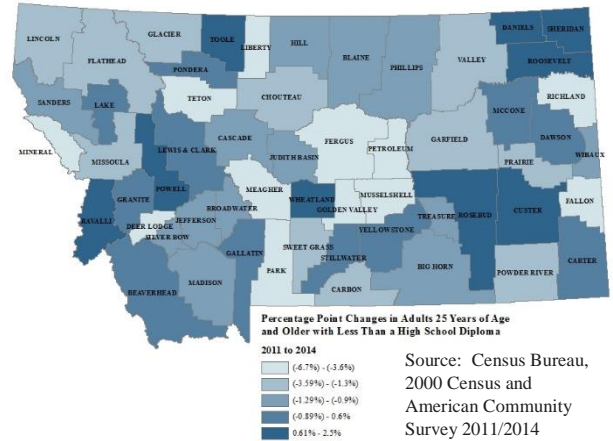 LINCOLN
GLACIER
TOOLE
LIBERTY
HILL
BLAINE
PHILLIPS
VALLEY
DANIELS
SHERIDAN
ROOSEVELT
FLATHEAD
PONDERA
TETON
CHOUTEAU
RICHLAND
SANDERS
LAKE
MCCONE
DAWSON
WIBAUX
MINERAL
MISSOULA
LEWIS & CLARK
CASCADE
JUDITH BASIN
FERGUS
PETROLEUM
GARFIELD
PRAIRIE
POWELL
GRANITE
MEAGHER
WHEATLAND
GOLDEN VALLEY
MUSSELSHELL
RAVALLI
DEER LODGE
SILVER BOW
JEFFERSON
BROADWATER
TREASURE
ROSEBUD
CUSTER
FALLON
BEAVERHEAD
MADISON
GALLATIN
PARK
SWEET GRASS
STILLWATER
YELLOWSTONE
CARBON
BIG HORN
POWDER RIVER
CARTER
Percentage Point Changes in Adults 25 Years of Age
and Older with Less Than a High School Diploma
2011 to 2014
(-6.7%) - (-3.6%)
(-3.59%) - (-1.3%)
(-1.29%) - (-0.9%)
(-0.89%) - 0.6%
0.61% - 2.5%
Source: Census Bureau,
2000 Census and
American Community
Survey 2011/2014